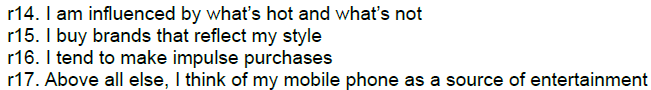 r14. I am influenced by what’s hot and what’s not
r15. I buy brands that reflect my style
r16. I tend to make impulse purchases
r17. Above all else, I think of my mobile phone as a source of entertainment